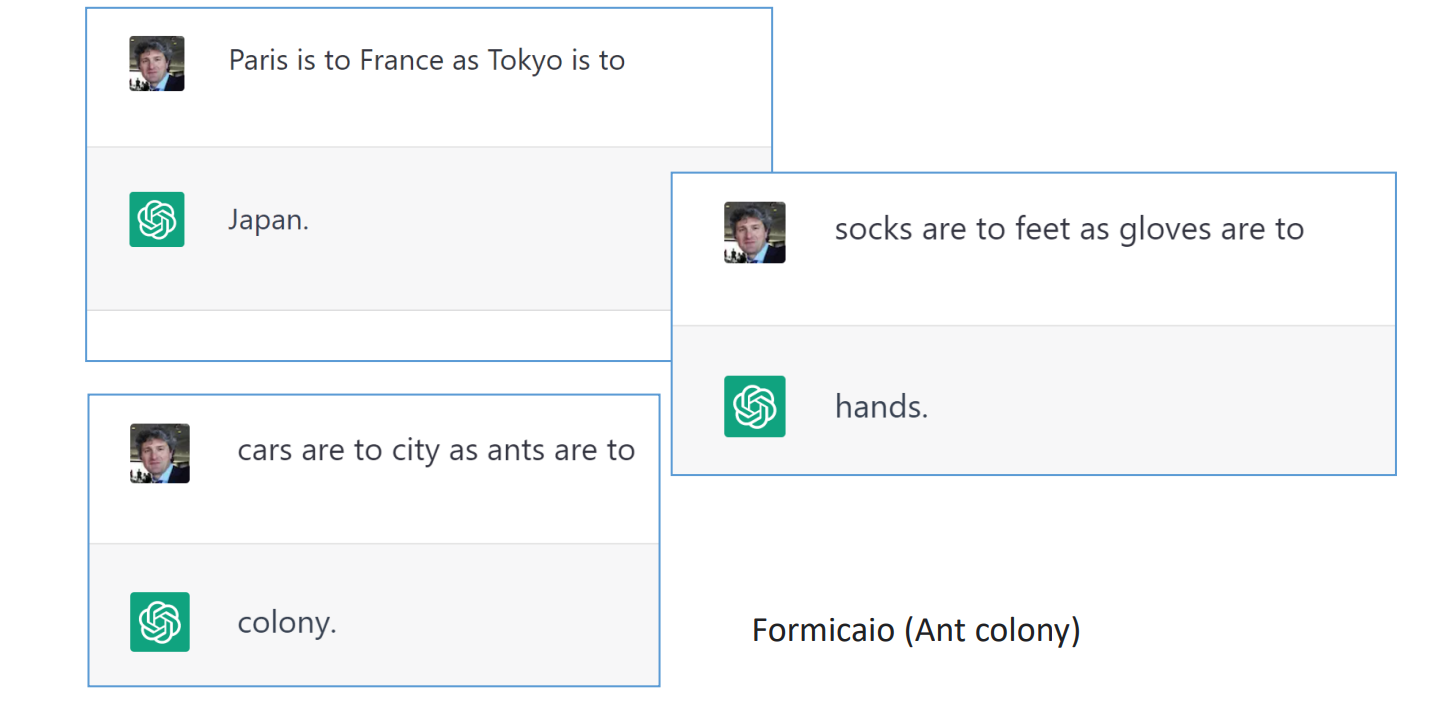 Paris is to France as Tokyo is to
Japan.
socks are to feet as gloves are to
hands.
cars are to city as ants are to
colony.
Formicaio (Ant colony)